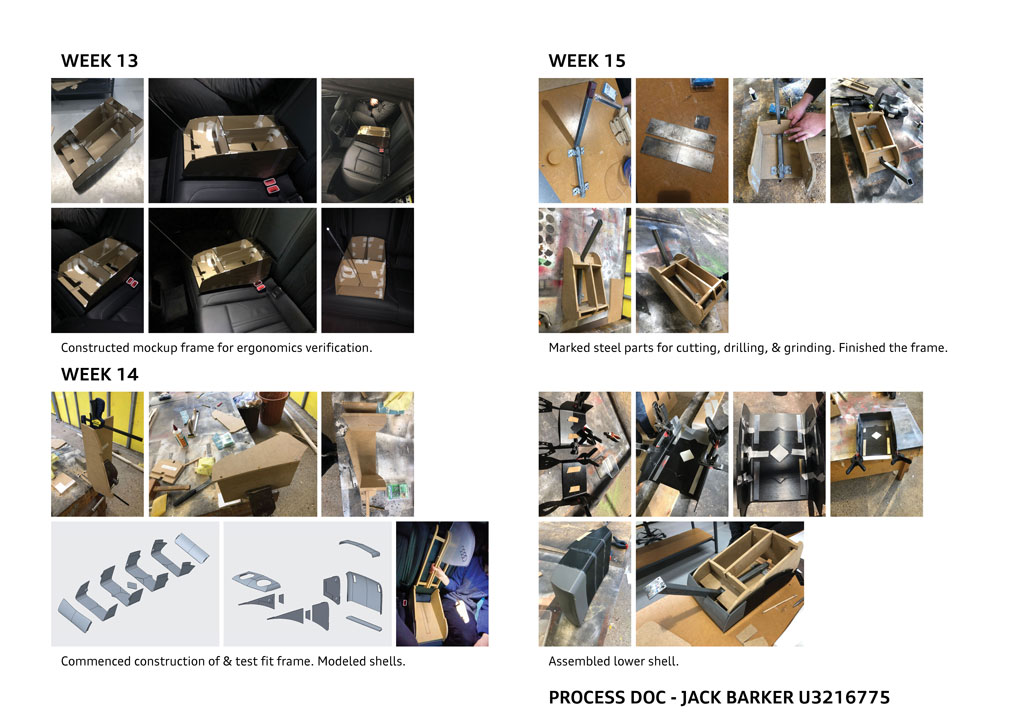 WEEK 13
Constructed mockup frame for ergonomics verification.
WEEK 14
Commenced construction of & test fit frame. Modeled shells.
WEEK 15
Marked steel parts for cutting, drilling, & grinding. Finished the frame.
Assembled lower shell.
PROCESS DOC - JACK BARKER U3216775